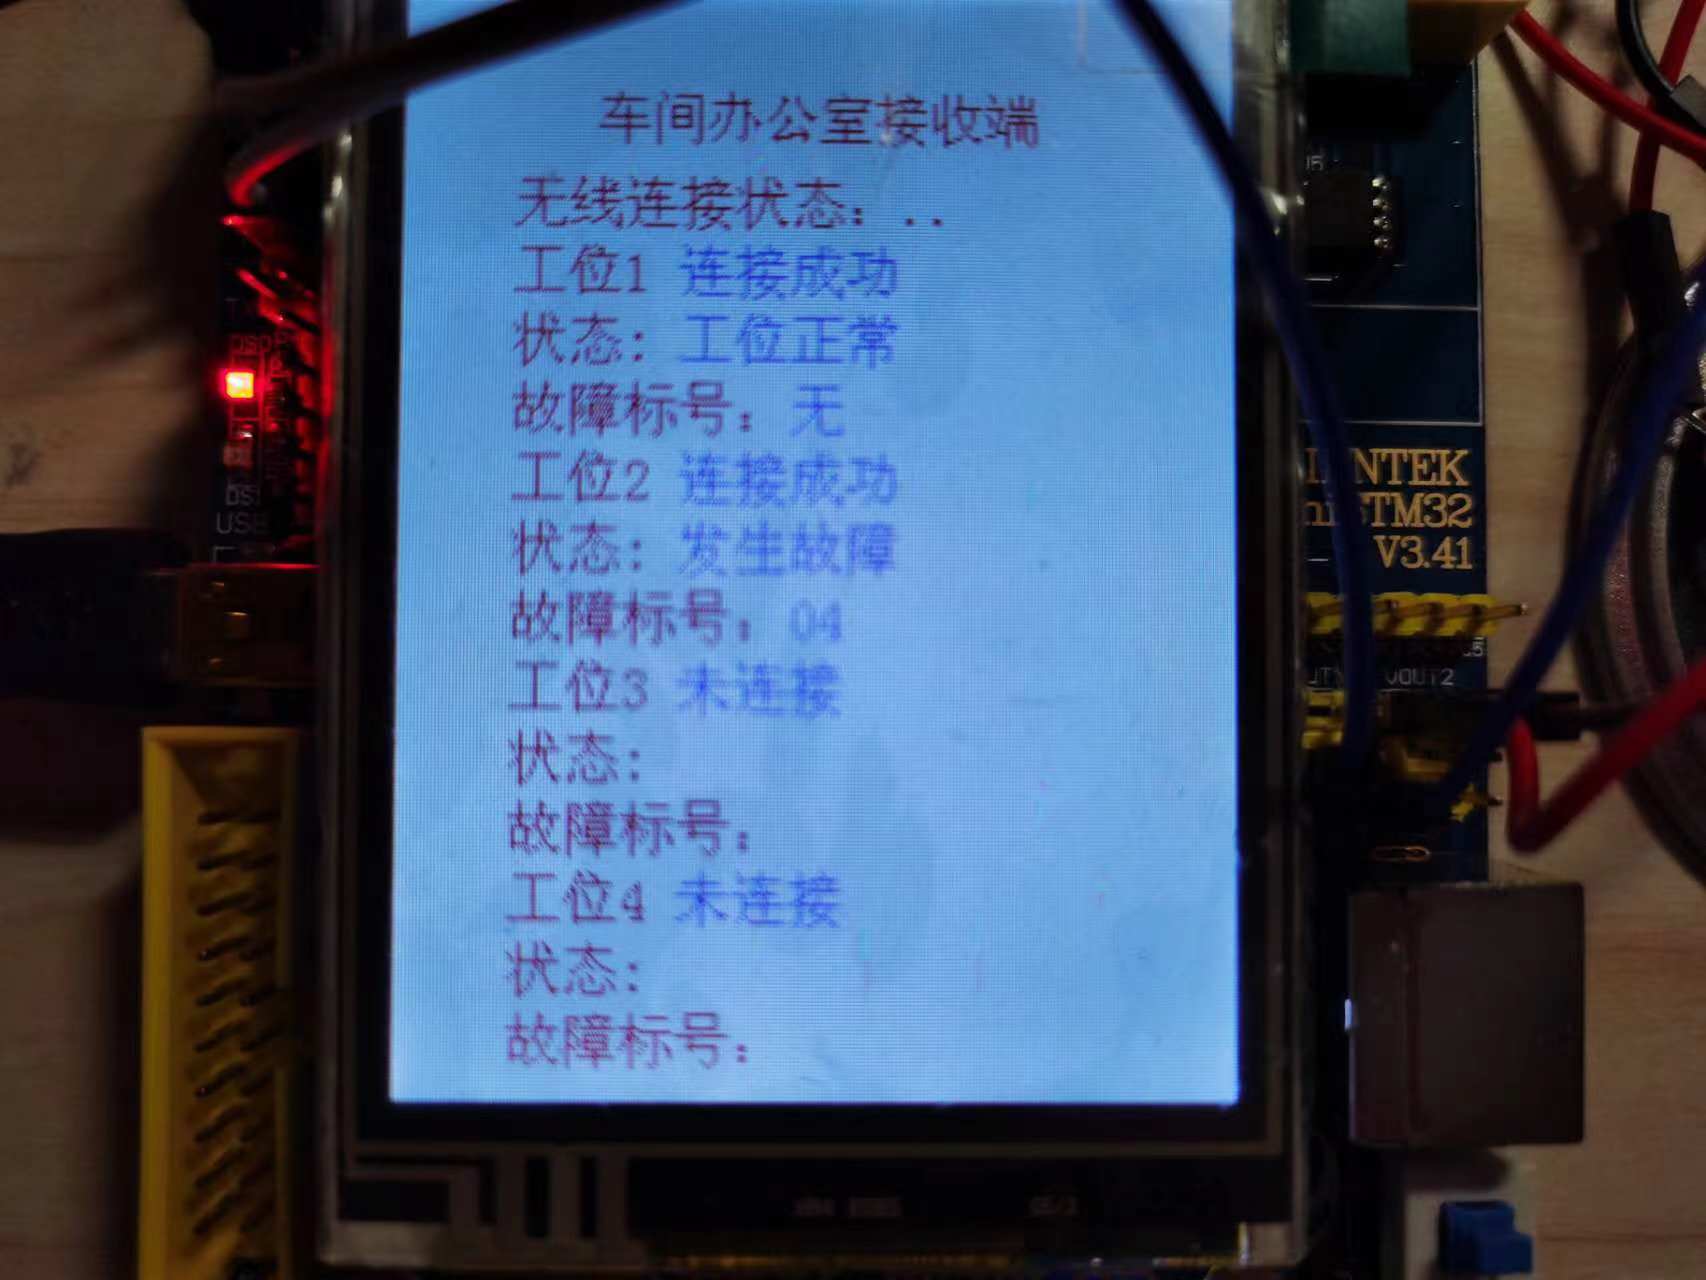 车间办公室接收端
无线连接状态：..
工位1 连接成功
状态：工位正常
故障标号：无
工位2 连接成功
状态：发生故障
故障标号：04
工位3 未连接
状态：
故障标号：
工位4 未连接
状态：
故障标号：
NTEK
STM32
V3.41
VOUT2
USB